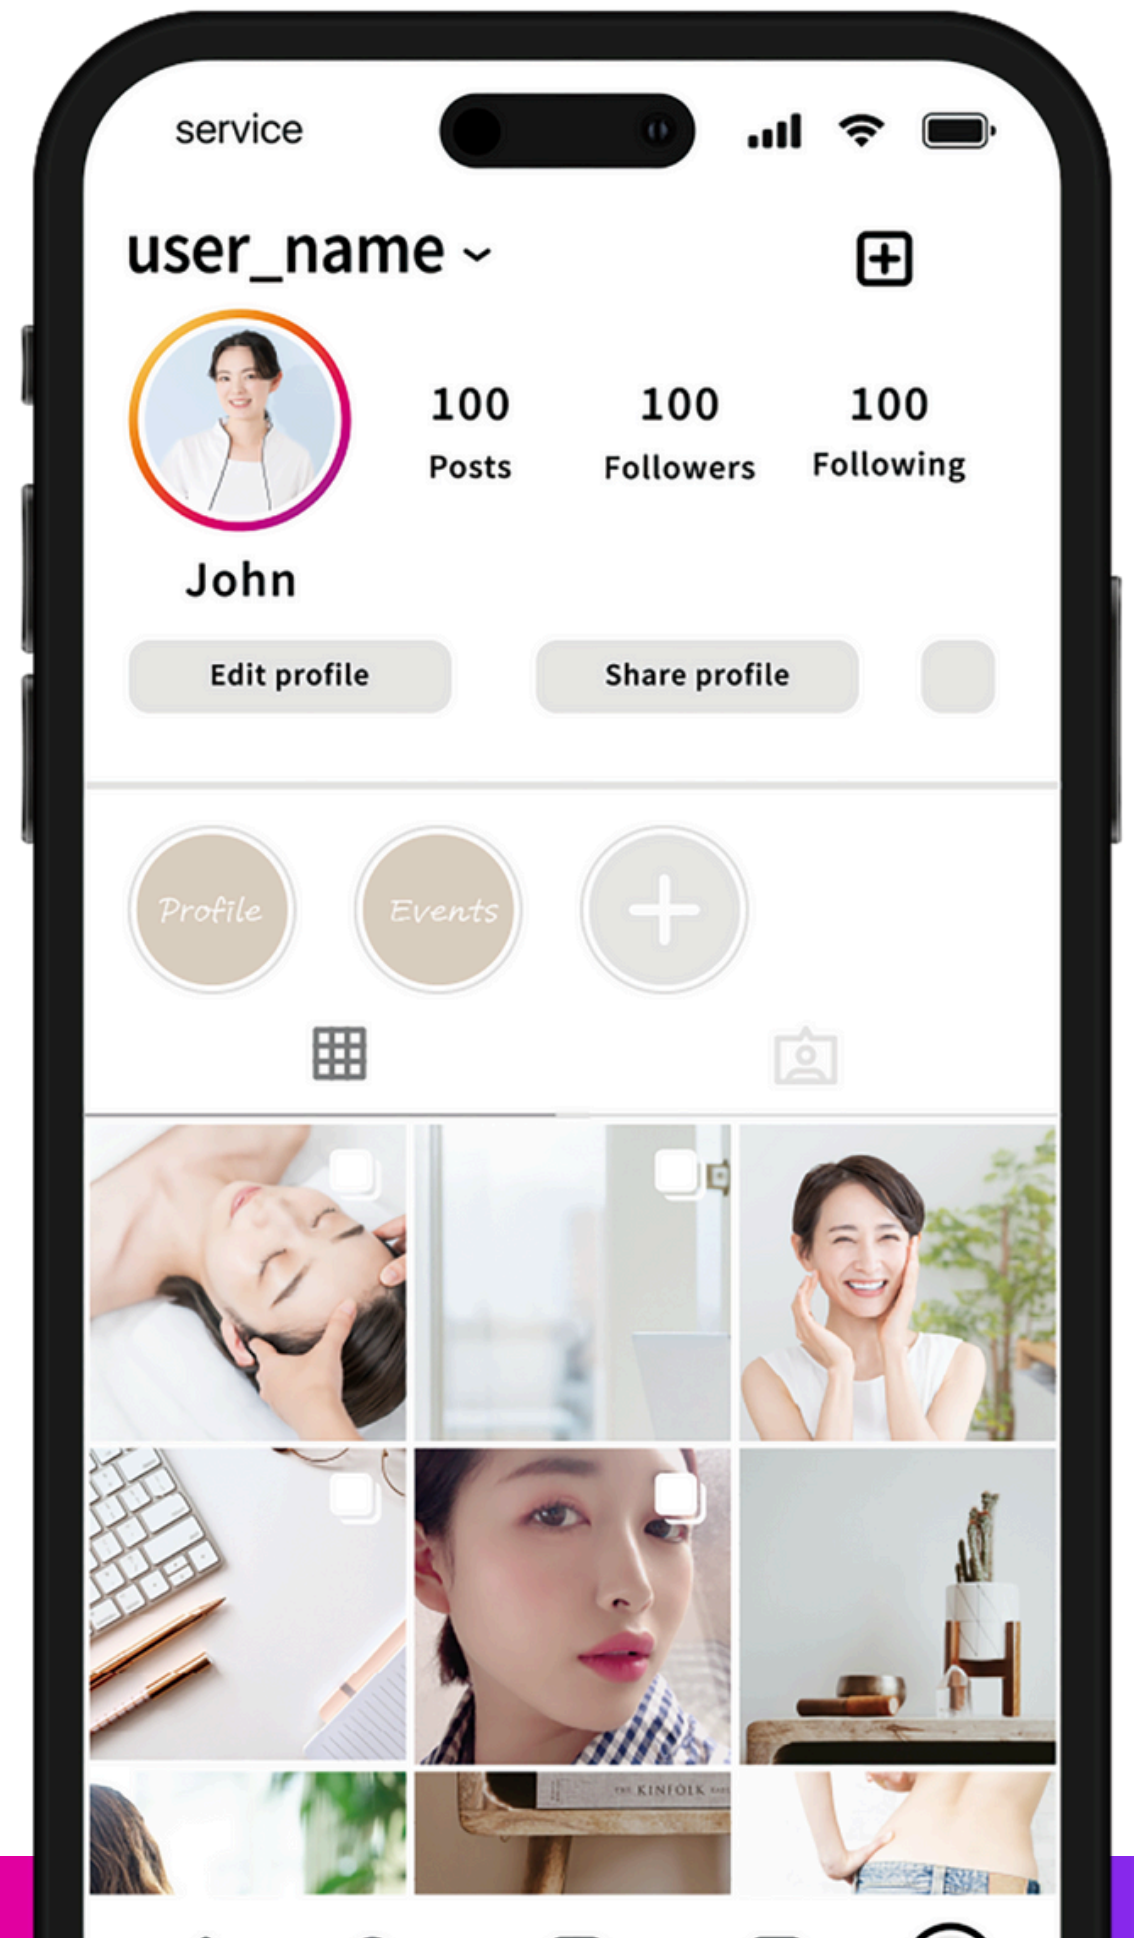 service
user_name
100 100 100
Posts Followers Following
John
Edit profile Share profile
Profile Events
KINFOLK